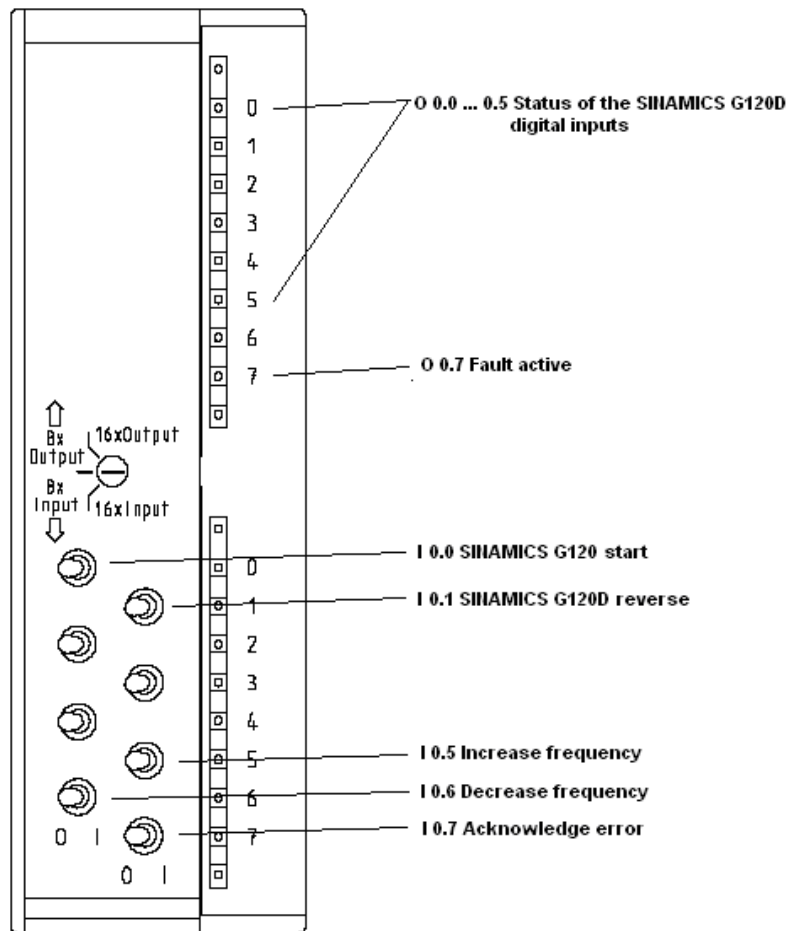 0
O 0.0 ... 0.5 Status of the SINAMICS G120D
digital inputs
1
2
3
4
5
6
7
O 0.7 Fault active
8x
Output
16xOutput
8x
Input
16xInput
0
I 0.0 SINAMICS G120 start
1
I 0.1 SINAMICS G120D reverse
2
3
4
5
I 0.5 Increase frequency
6
I 0.6 Decrease frequency
0 I
7
I 0.7 Acknowledge error
0 I